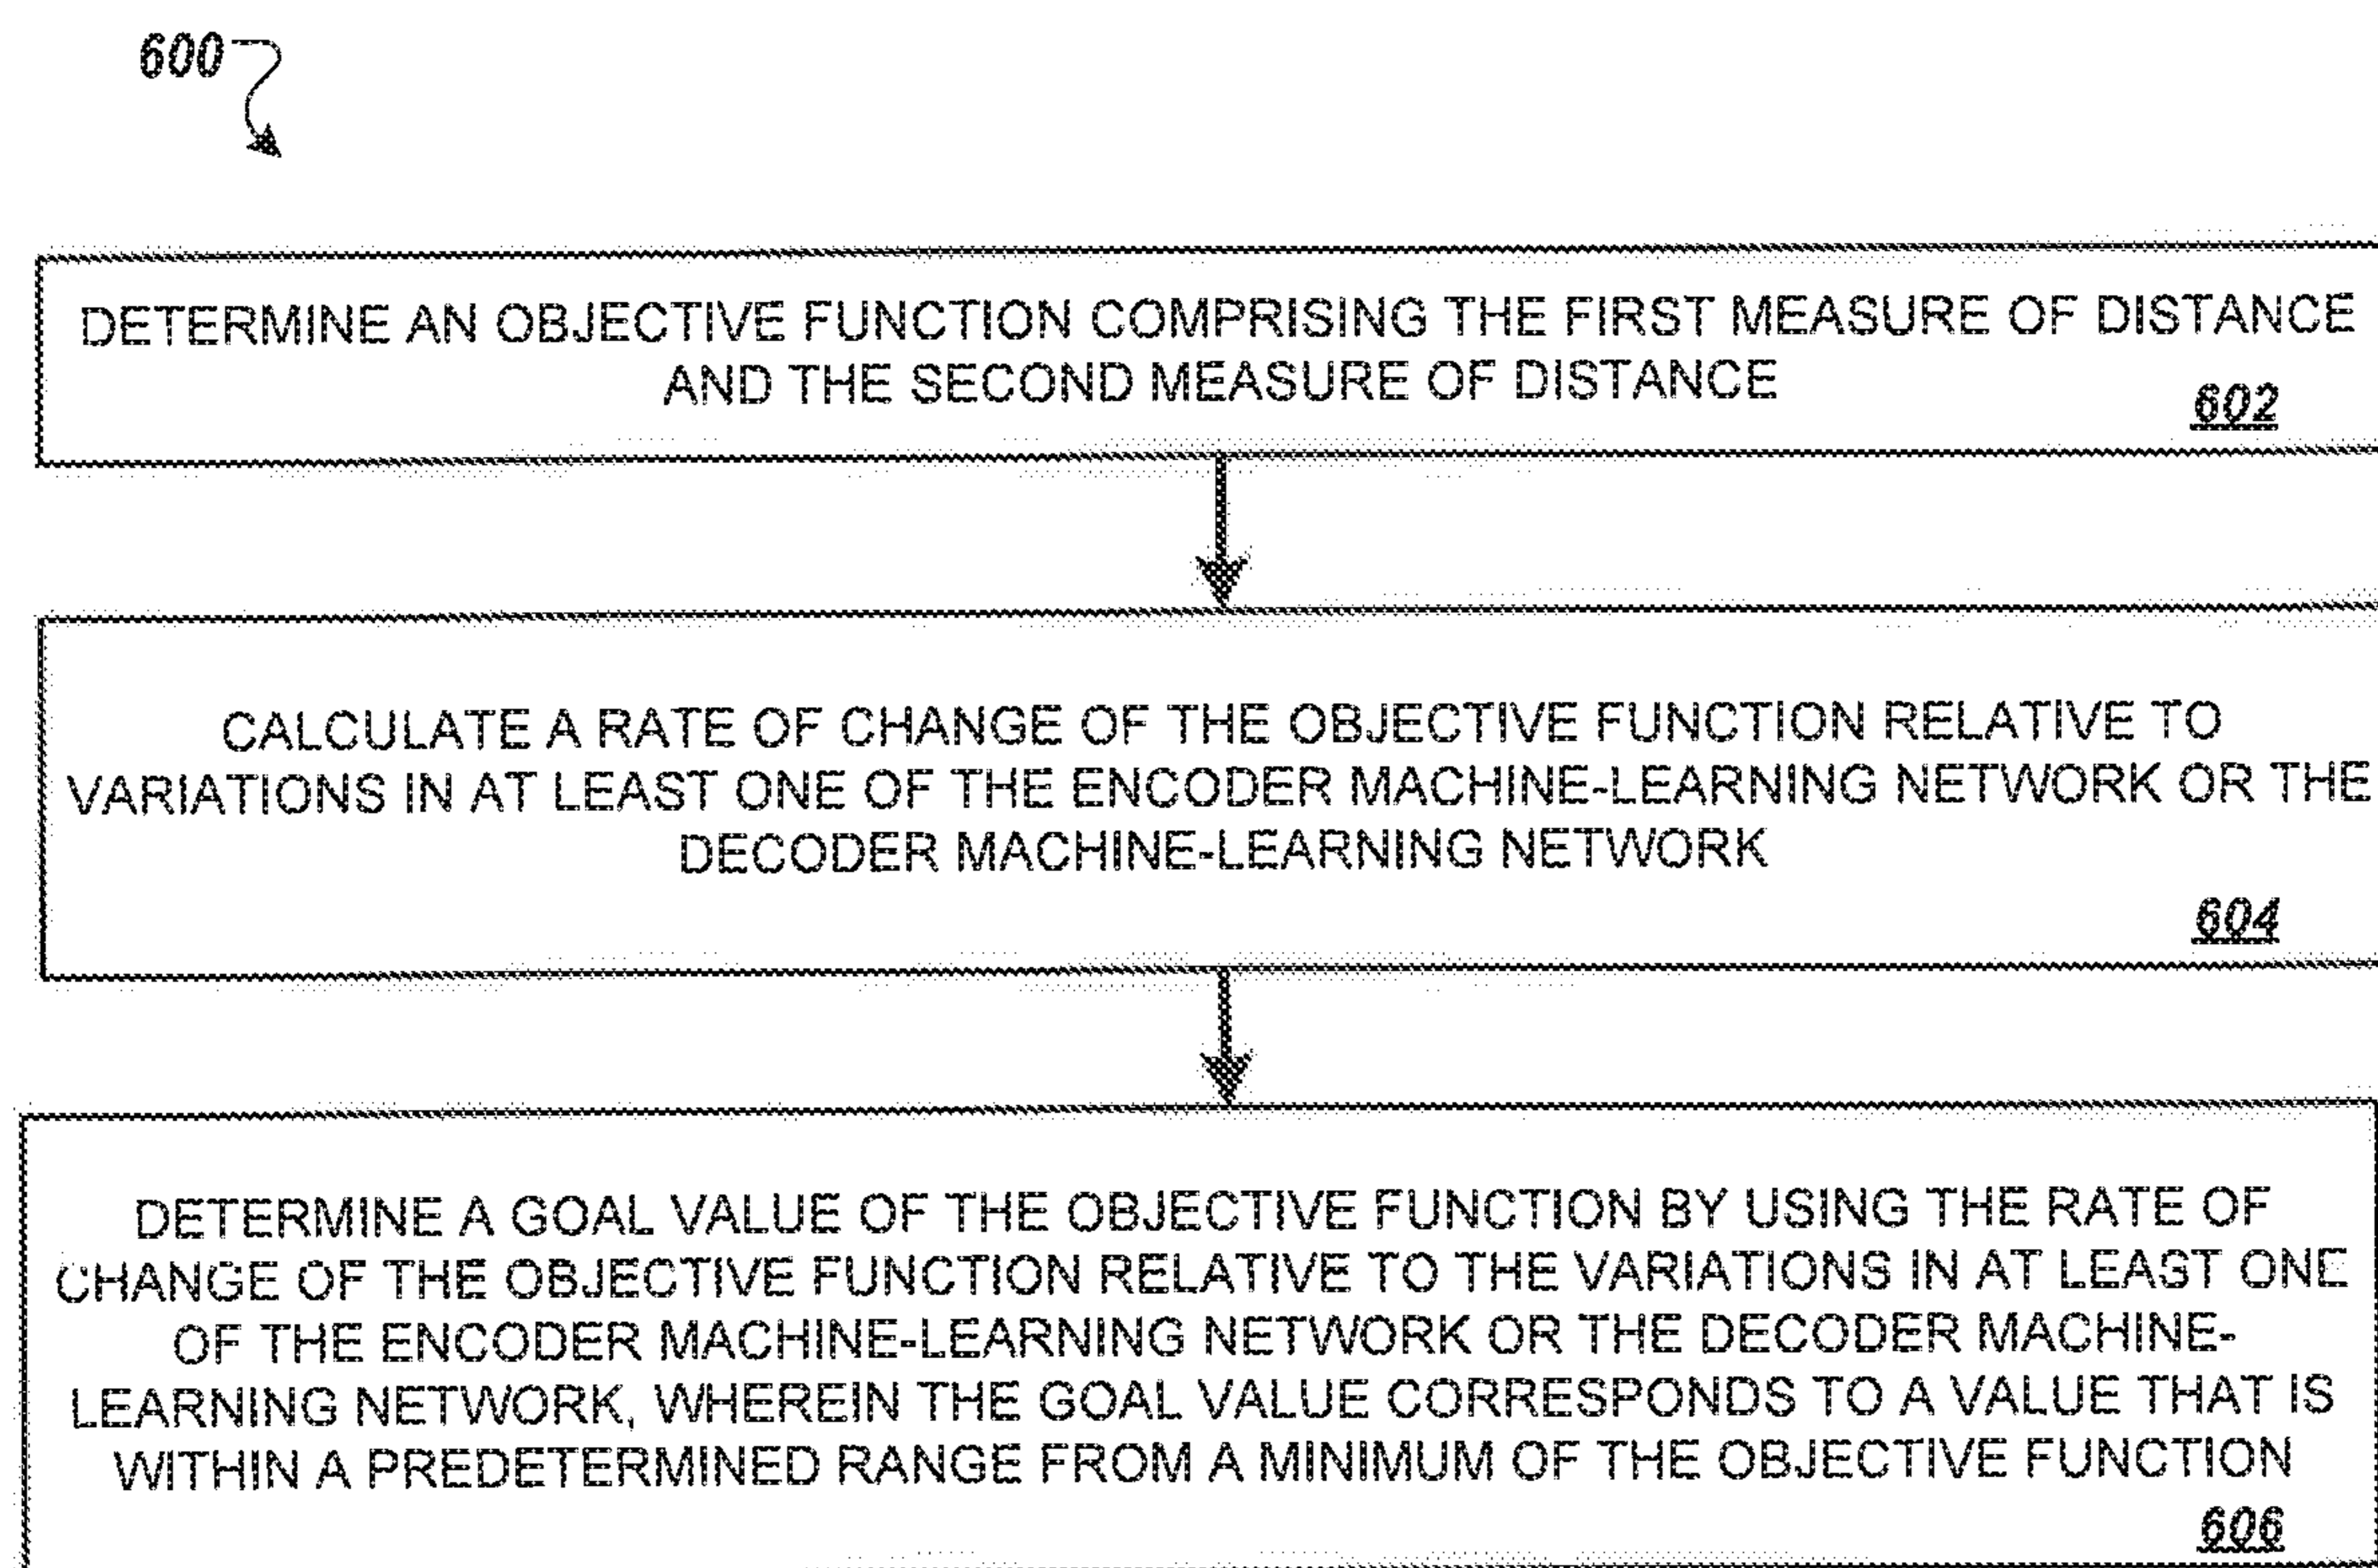 600
DETERMINE AN OBJECTIVE FUNCTION COMPRISING THE FIRST MEASURE OF DISTANCE
AND THE SECOND MEASURE OF DISTANCE
602
CALCULATE A RATE OF CHANGE OF THE OBJECTIVE FUNCTION RELATIVE TO
VARIATIONS IN AT LEAST ONE OF THE ENCODER MACHINE-LEARNING NETWORK OR THE
DECODER MACHINE-LEARNING NETWORK
604
DETERMINE A GOAL VALUE OF THE OBJECTIVE FUNCTION BY USING THE RATE OF
CHANGE OF THE OBJECTIVE FUNCTION RELATIVE TO THE VARIATIONS IN AT LEAST ONE
OF THE ENCODER MACHINE-LEARNING NETWORK OR THE DECODER MACHINE-
LEARNING NETWORK, WHEREIN THE GOAL VALUE CORRESPONDS TO A VALUE THAT IS
WITHIN A PREDETERMINED RANGE FROM A MINIMUM OF THE OBJECTIVE FUNCTION
606